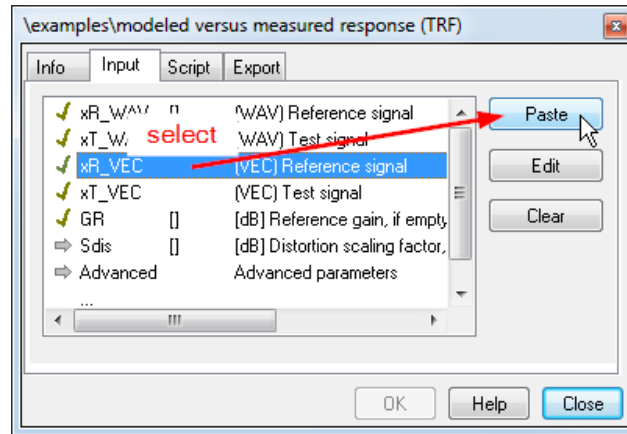 \examples\modeled versus measured response (TRF)
Info Input Script Export
xR_WAV [] (WAV) Reference signal
xT_W select (WAV) Test signal
xR_VEC (VEC) Reference signal
xT_VEC (VEC) Test signal
GR [] [dB] Reference gain, if empty
Sdis [] [dB] Distortion scaling factor,
Advanced Advanced parameters
...
Paste
Edit
Clear
OK Help Close